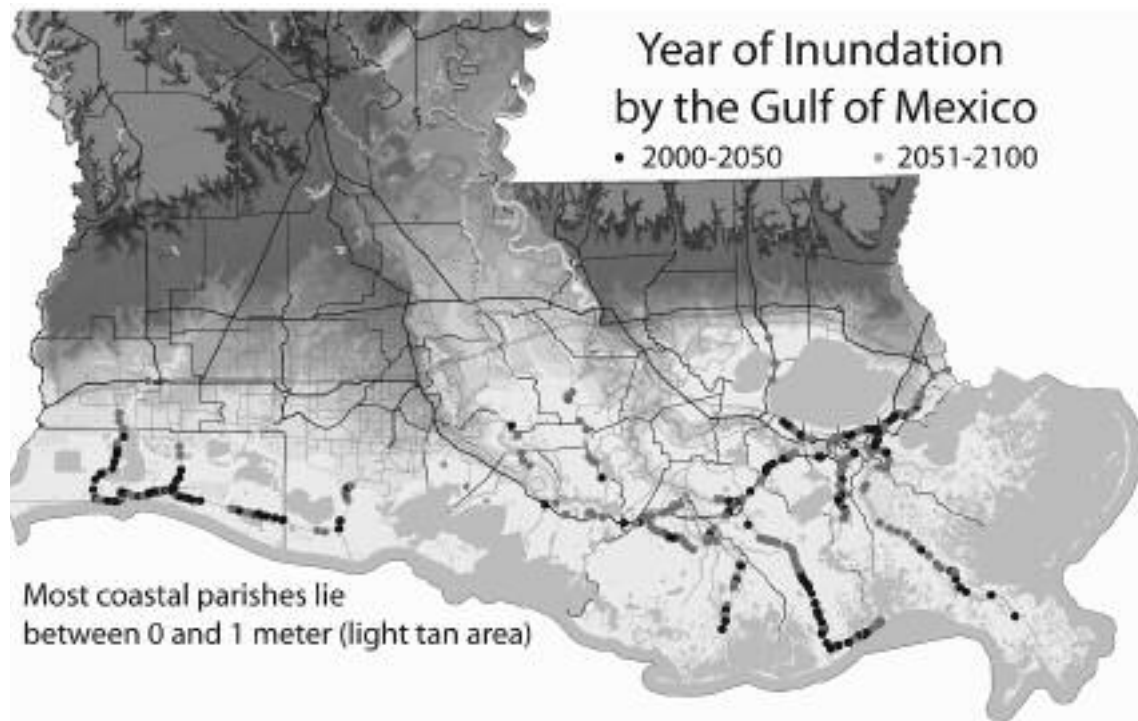 Year of Inundation
by the Gulf of Mexico
2000-2050 2051-2100
Most coastal parishes lie
between 0 and 1 meter (light tan area)